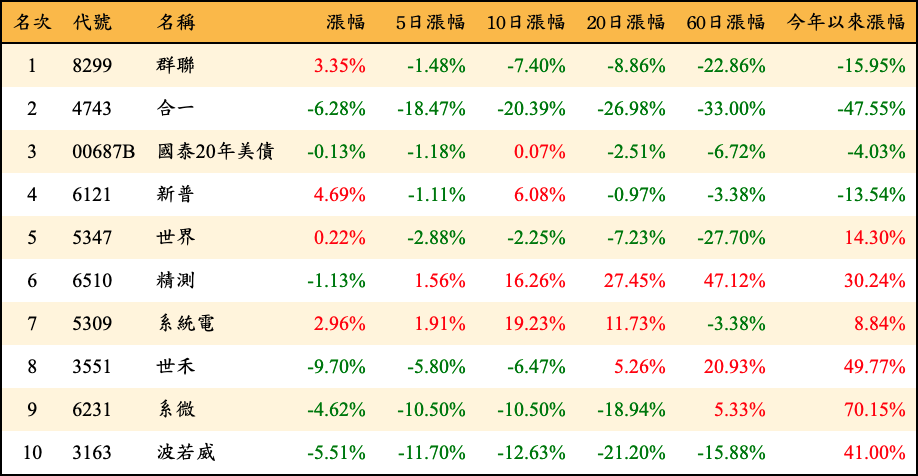 名次 代號 名稱 漲幅 5日漲幅 10日漲幅 20日漲幅 60日漲幅 今年以來漲幅
1 8299 群聯 3.35% -1.48% -7.40% -8.86% -22.86% -15.95%
2 4743 合一 -6.28% -18.47% -20.39% -26.98% -33.00% -47.55%
3 00687B 國泰20年美債 -0.13% -1.18% 0.07% -2.51% -6.72% -4.03%
4 6121 新普 4.69% -1.11% 6.08% -0.97% -3.38% -13.54%
5 5347 世界 0.22% -2.88% -2.25% -7.23% -27.70% 14.30%
6 6510 精測 -1.13% 1.56% 16.26% 27.45% 47.12% 30.24%
7 5309 系統電 2.96% 1.91% 19.23% 11.73% -3.38% 8.84%
8 3551 世禾 -9.70% -5.80% -6.47% 5.26% 20.93% 49.77%
9 6231 系微 -4.62% -10.50% -10.50% -18.94% 5.33% 70.15%
10 3163 波若威 -5.51% -11.70% -12.63% -21.20% -15.88% 41.00%